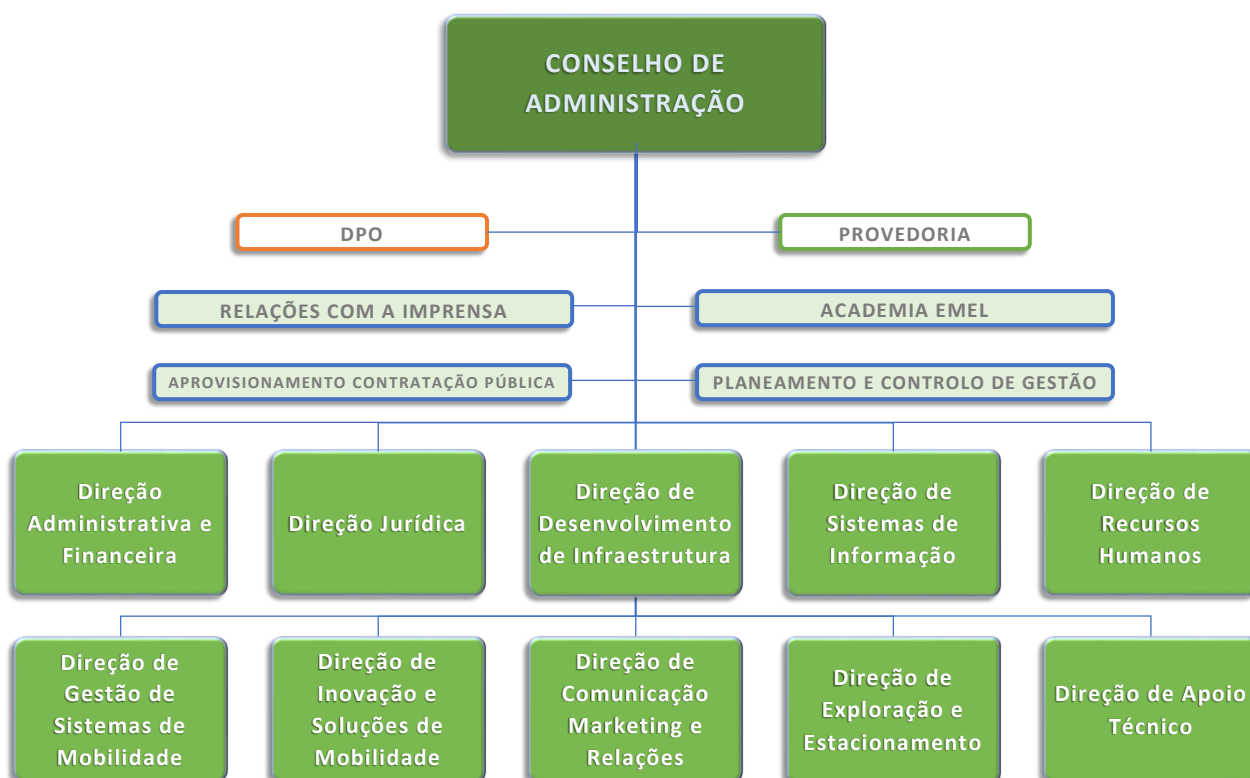 CONSELHO DE
ADMINISTRAÇÃO
DPO
PROVEDORIA
RELAÇÕES COM A IMPRENSA
ACADEMIA EMEL
APROVISIONAMENTO CONTRATAÇÃO PÚBLICA
PLANEAMENTO E CONTROLO DE GESTÃO
Direção
Administrativa e
Financeira
Direção Jurídica
Direção de
Desenvolvimento
de Infraestrutura
Direção de
Sistemas de
Informação
Direção de
Recursos
Humanos
Direção de
Gestão de
Sistemas de
Mobilidade
Direção de
Inovação e
Soluções de
Mobilidade
Direção de
Comunicação
Marketing e
Relações
Direção de
Exploração e
Estacionamento
Direção de Apoio
Técnico